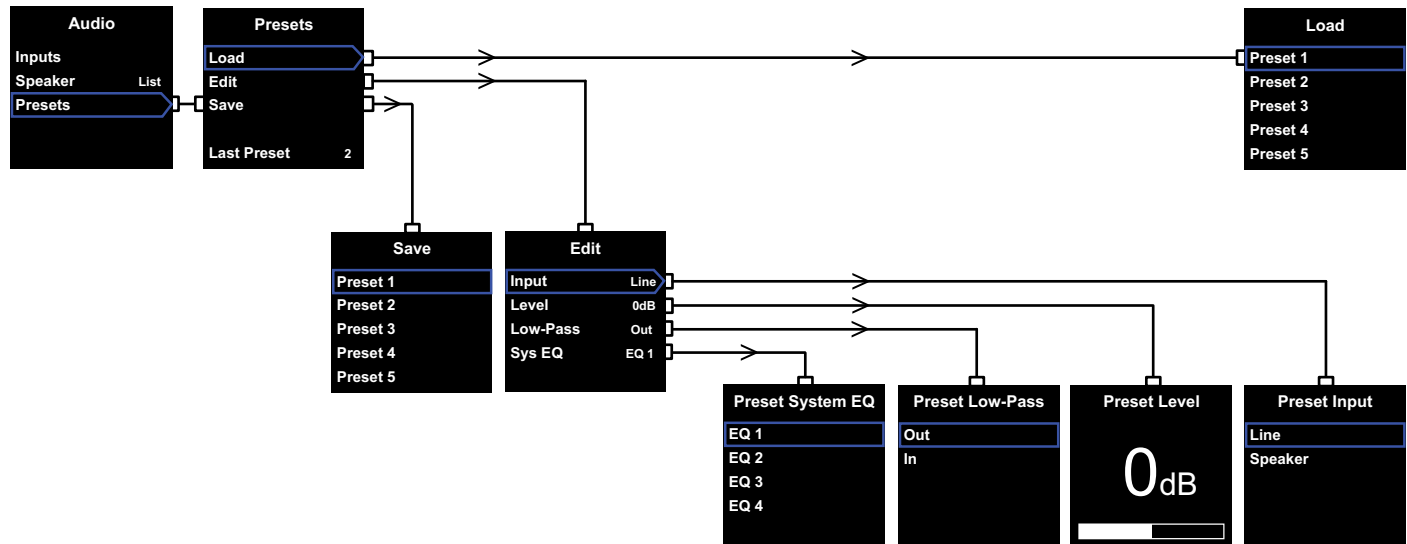 Audio
Inputs
Speaker List
Presets
Presets
Load
Edit
Save
Last Preset 2
Load
Preset 1
Preset 2
Preset 3
Preset 4
Preset 5
Save
Preset 1
Preset 2
Preset 3
Preset 4
Preset 5
Edit
Input Line
Level 0dB
Low-Pass Out
Sys EQ EQ 1
Preset System EQ
EQ 1
EQ 2
EQ 3
EQ 4
Preset Low-Pass
Out
In
Preset Level
0dB
Preset Input
Line
Speaker